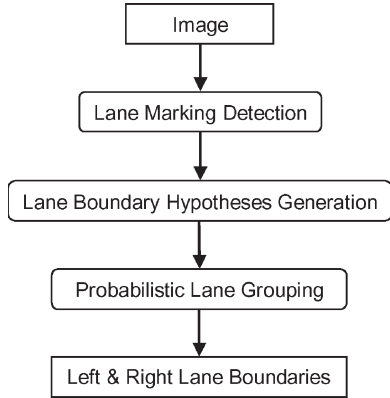 Image
Lane Marking Detection
Lane Boundary Hypotheses Generation
Probabilistic Lane Grouping
Left & Right Lane Boundaries